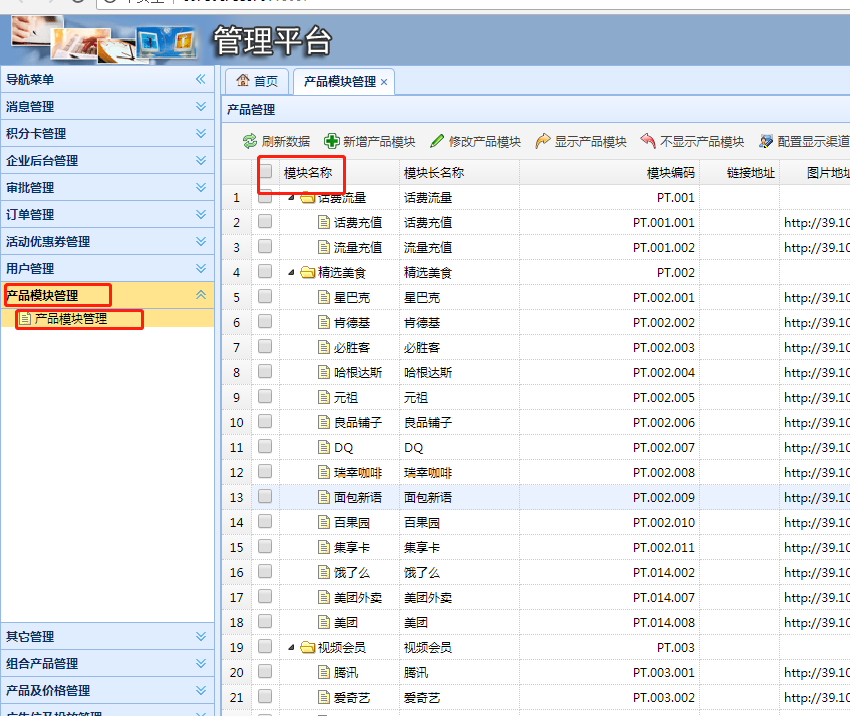 管理平台
导航菜单
消息管理
积分卡管理
企业后台管理
审批管理
订单管理
活动优惠券管理
用户管理
产品模块管理
产品模块管理
其它管理
组合产品管理
产品及价格管理
首页 产品模块管理 ×
产品管理
刷新数据 新增产品模块 修改产品模块 显示产品模块 不显示产品模块 配置显示渠道
模块名称 模块长名称 模块编码 链接地址 图片地址
1 话费流量 话费流量 PT.001
2 话费充值 话费充值 PT.001.001 http://39.10
3 流量充值 流量充值 PT.001.002 http://39.10
4 精选美食 精选美食 PT.002
5 星巴克 星巴克 PT.002.001 http://39.10
6 肯德基 肯德基 PT.002.002 http://39.10
7 必胜客 必胜客 PT.002.003 http://39.10
8 哈根达斯 哈根达斯 PT.002.004 http://39.10
9 元祖 元祖 PT.002.005 http://39.10
10 良品铺子 良品铺子 PT.002.006 http://39.10
11 DQ DQ PT.002.007 http://39.10
12 瑞幸咖啡 瑞幸咖啡 PT.002.008 http://39.10
13 面包新语 面包新语 PT.002.009 http://39.10
14 百果园 百果园 PT.002.010 http://39.10
15 集享卡 集享卡 PT.002.011 http://39.10
16 饿了么 饿了么 PT.014.002 http://39.10
17 美团外卖 美团外卖 PT.014.007 http://39.10
18 美团 美团 PT.014.008 http://39.10
19 视频会员 视频会员 PT.003
20 腾讯 腾讯 PT.003.001 http://39.10
21 爱奇艺 爱奇艺 PT.003.002 http://39.10